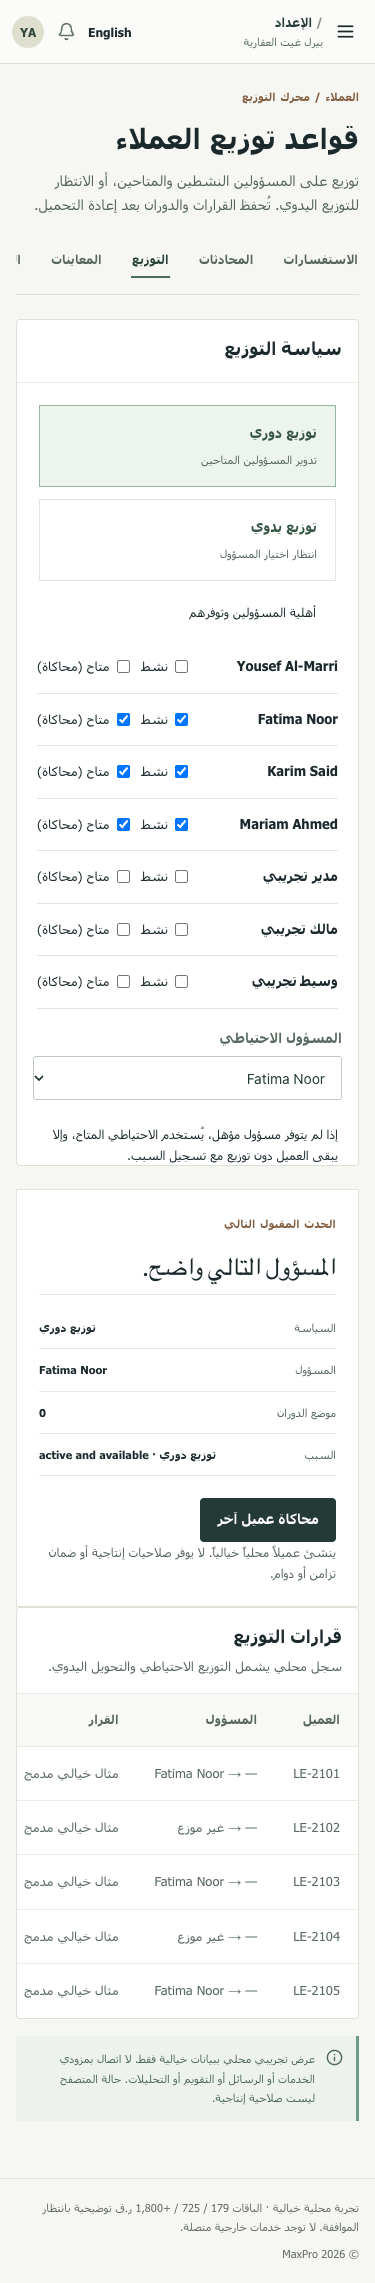 / الإعداد
بيرل غيت العقارية
English
YA
العملاء / محرك التوزيع
قواعد توزيع العملاء
توزيع على المسؤولين النشطين والمتاحين، أو الانتظار
للتوزيع اليدوي. تُحفظ القرارات والدوران بعد إعادة التحميل.
الاستفسارات المحادثات التوزيع المعاينات
سياسة التوزيع
توزيع دوري
تدوير المسؤولين المتاحين
توزيع يدوي
انتظار اختيار المسؤول
أهلية المسؤولين وتوفرهم
Yousef Al-Marri نشط متاح (محاكاة)
Fatima Noor نشط متاح (محاكاة)
Karim Said نشط متاح (محاكاة)
Mariam Ahmed نشط متاح (محاكاة)
مدير تجريبي نشط متاح (محاكاة)
مالك تجريبي نشط متاح (محاكاة)
وسيط تجريبي نشط متاح (محاكاة)
المسؤول الاحتياطي
Fatima Noor
إذا لم يتوفر مسؤول مؤهل، يُستخدم الاحتياطي المتاح، وإلا
يبقى العميل دون توزيع مع تسجيل السبب.
الحدث المقبول التالي
المسؤول التالي واضح.
السياسة توزيع دوري
المسؤول Fatima Noor
موضع الدوران 0
السبب توزيع دوري · active and available
محاكاة عميل آخر
ينشئ عميلاً محلياً خيالياً. لا يوفر صلاحيات إنتاجية أو ضمان
تزامن أو دوام.
قرارات التوزيع
سجل محلي يشمل التوزيع الاحتياطي والتحويل اليدوي.
العميل المسؤول القرار
LE-2101 — → Fatima Noor مثال خيالي مدمج
LE-2102 — → غير موزع مثال خيالي مدمج
LE-2103 — → Fatima Noor مثال خيالي مدمج
LE-2104 — → غير موزع مثال خيالي مدمج
LE-2105 — → Fatima Noor مثال خيالي مدمج
عرض تجريبي محلي ببيانات خيالية فقط. لا اتصال بمزودي
الخدمات أو الرسائل أو التقويم أو التحليلات. حالة المتصفح
ليست صلاحية إنتاجية.
تجربة محلية خيالية · الباقات 179 / 725 / +1,800 ر.ق توضيحية بانتظار
الموافقة. لا توجد خدمات خارجية متصلة.
© 2026 MaxPro